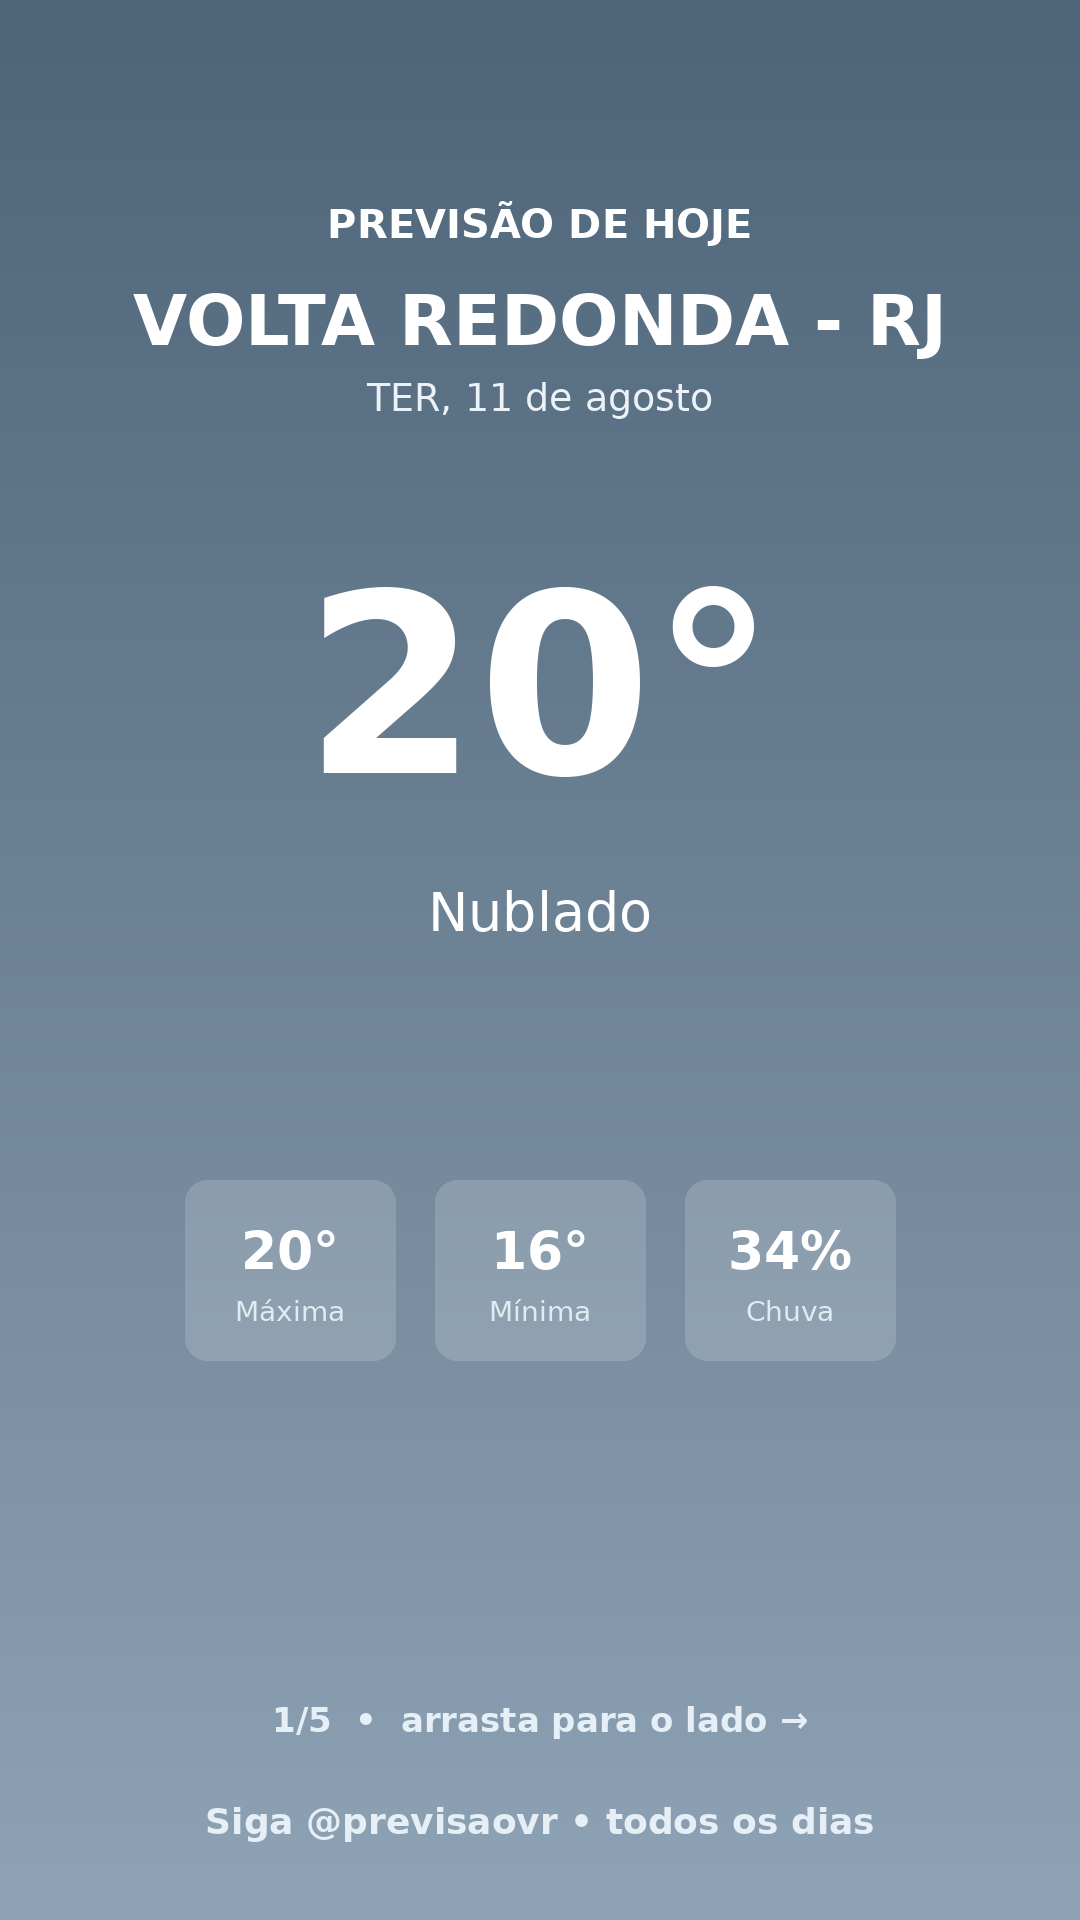 PREVISÃO DE HOJE
VOLTA REDONDA - RJ
TER, 11 de agosto
20°
Nublado
20° 16° 34%
Máxima Mínima Chuva
1/5 • arrasta para o lado →
Siga @previsaovr • todos os dias